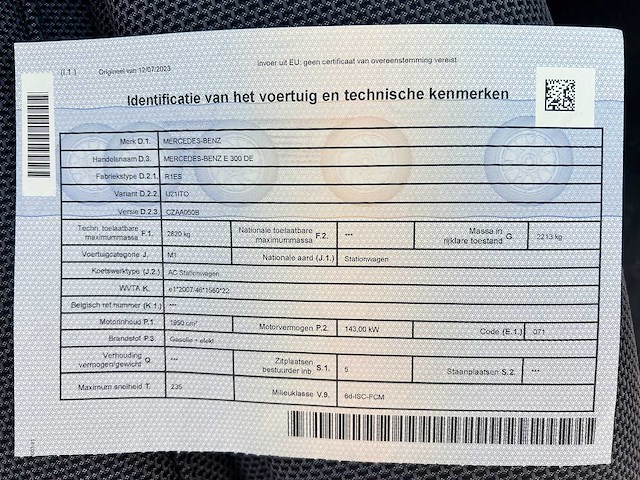 (I.1.) Origineel van 12/07/2023 Invoer uit EU: geen certificaat van overeenstemming vereist
Identificatie van het voertuig en technische kenmerken
Merk D.1. MERCEDES-BENZ
Handelsnaam D.3. MERCEDES-BENZ E 300 DE
Fabriekstype D.2.1. R1ES
Variant D.2.2. U21ITO
Versie D.2.3. CZAA050B
Techn. toelaatbare maximummassa F.1. 2820 kg Nationale toelaatbare maximummassa F.2. *** Massa in rijklare toestand G. 2213 kg
Voertuigcategorie J. M1 Nationale aard (J.1.) Stationwagen
Koetswerktype (J.2.) AC Stationwagen
WVTA K. e1*2007/46*1560*22
Belgisch ref.nummer (K.1.) ***
Motorinhoud P.1. 1950 cm³ Motorvermogen P.2. 143,00 kW Code (E.1.) 071
Brandstof P.3. Gasolie + elekt
Verhouding vermogen/gewicht Q. *** Zitplaatsen bestuurder inb. S.1. 5 Staanplaatsen S.2. ***
Maximum snelheid T. 235 Milieuklasse V.9. 6d-ISC-FCM